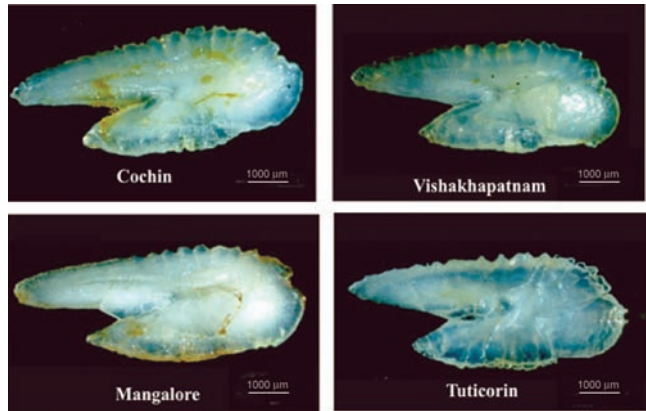 Cochin
1000 μm
Vishakhapatnam
1000 μm
Mangalore
1000 μm
Tuticorin
1000 μm